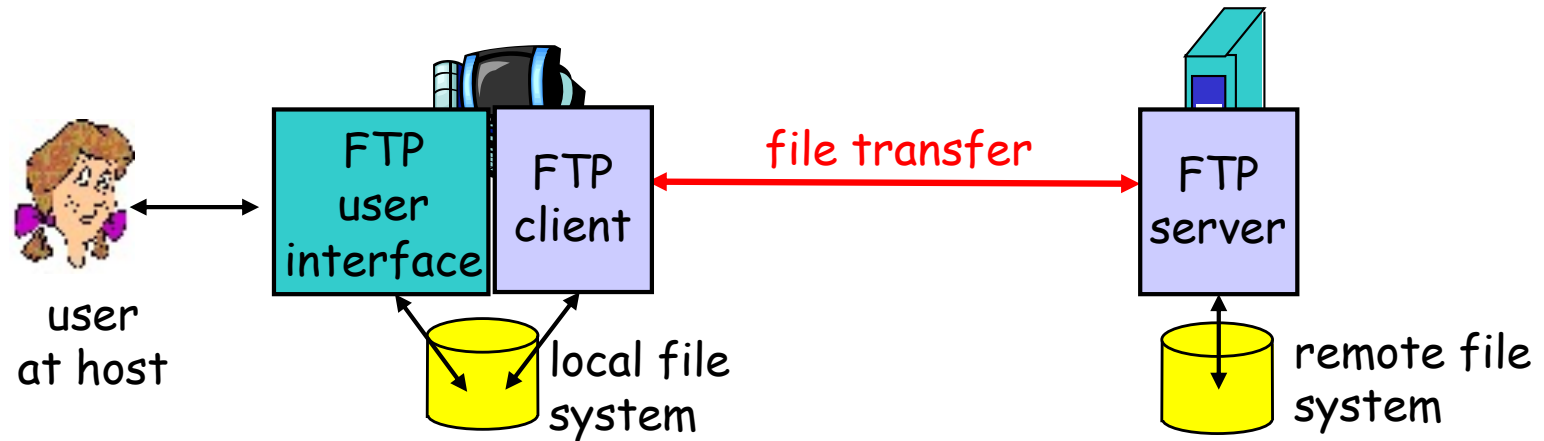 user
at host
FTP
user
interface
FTP
client
file transfer
FTP
server
local file
system
remote file
system